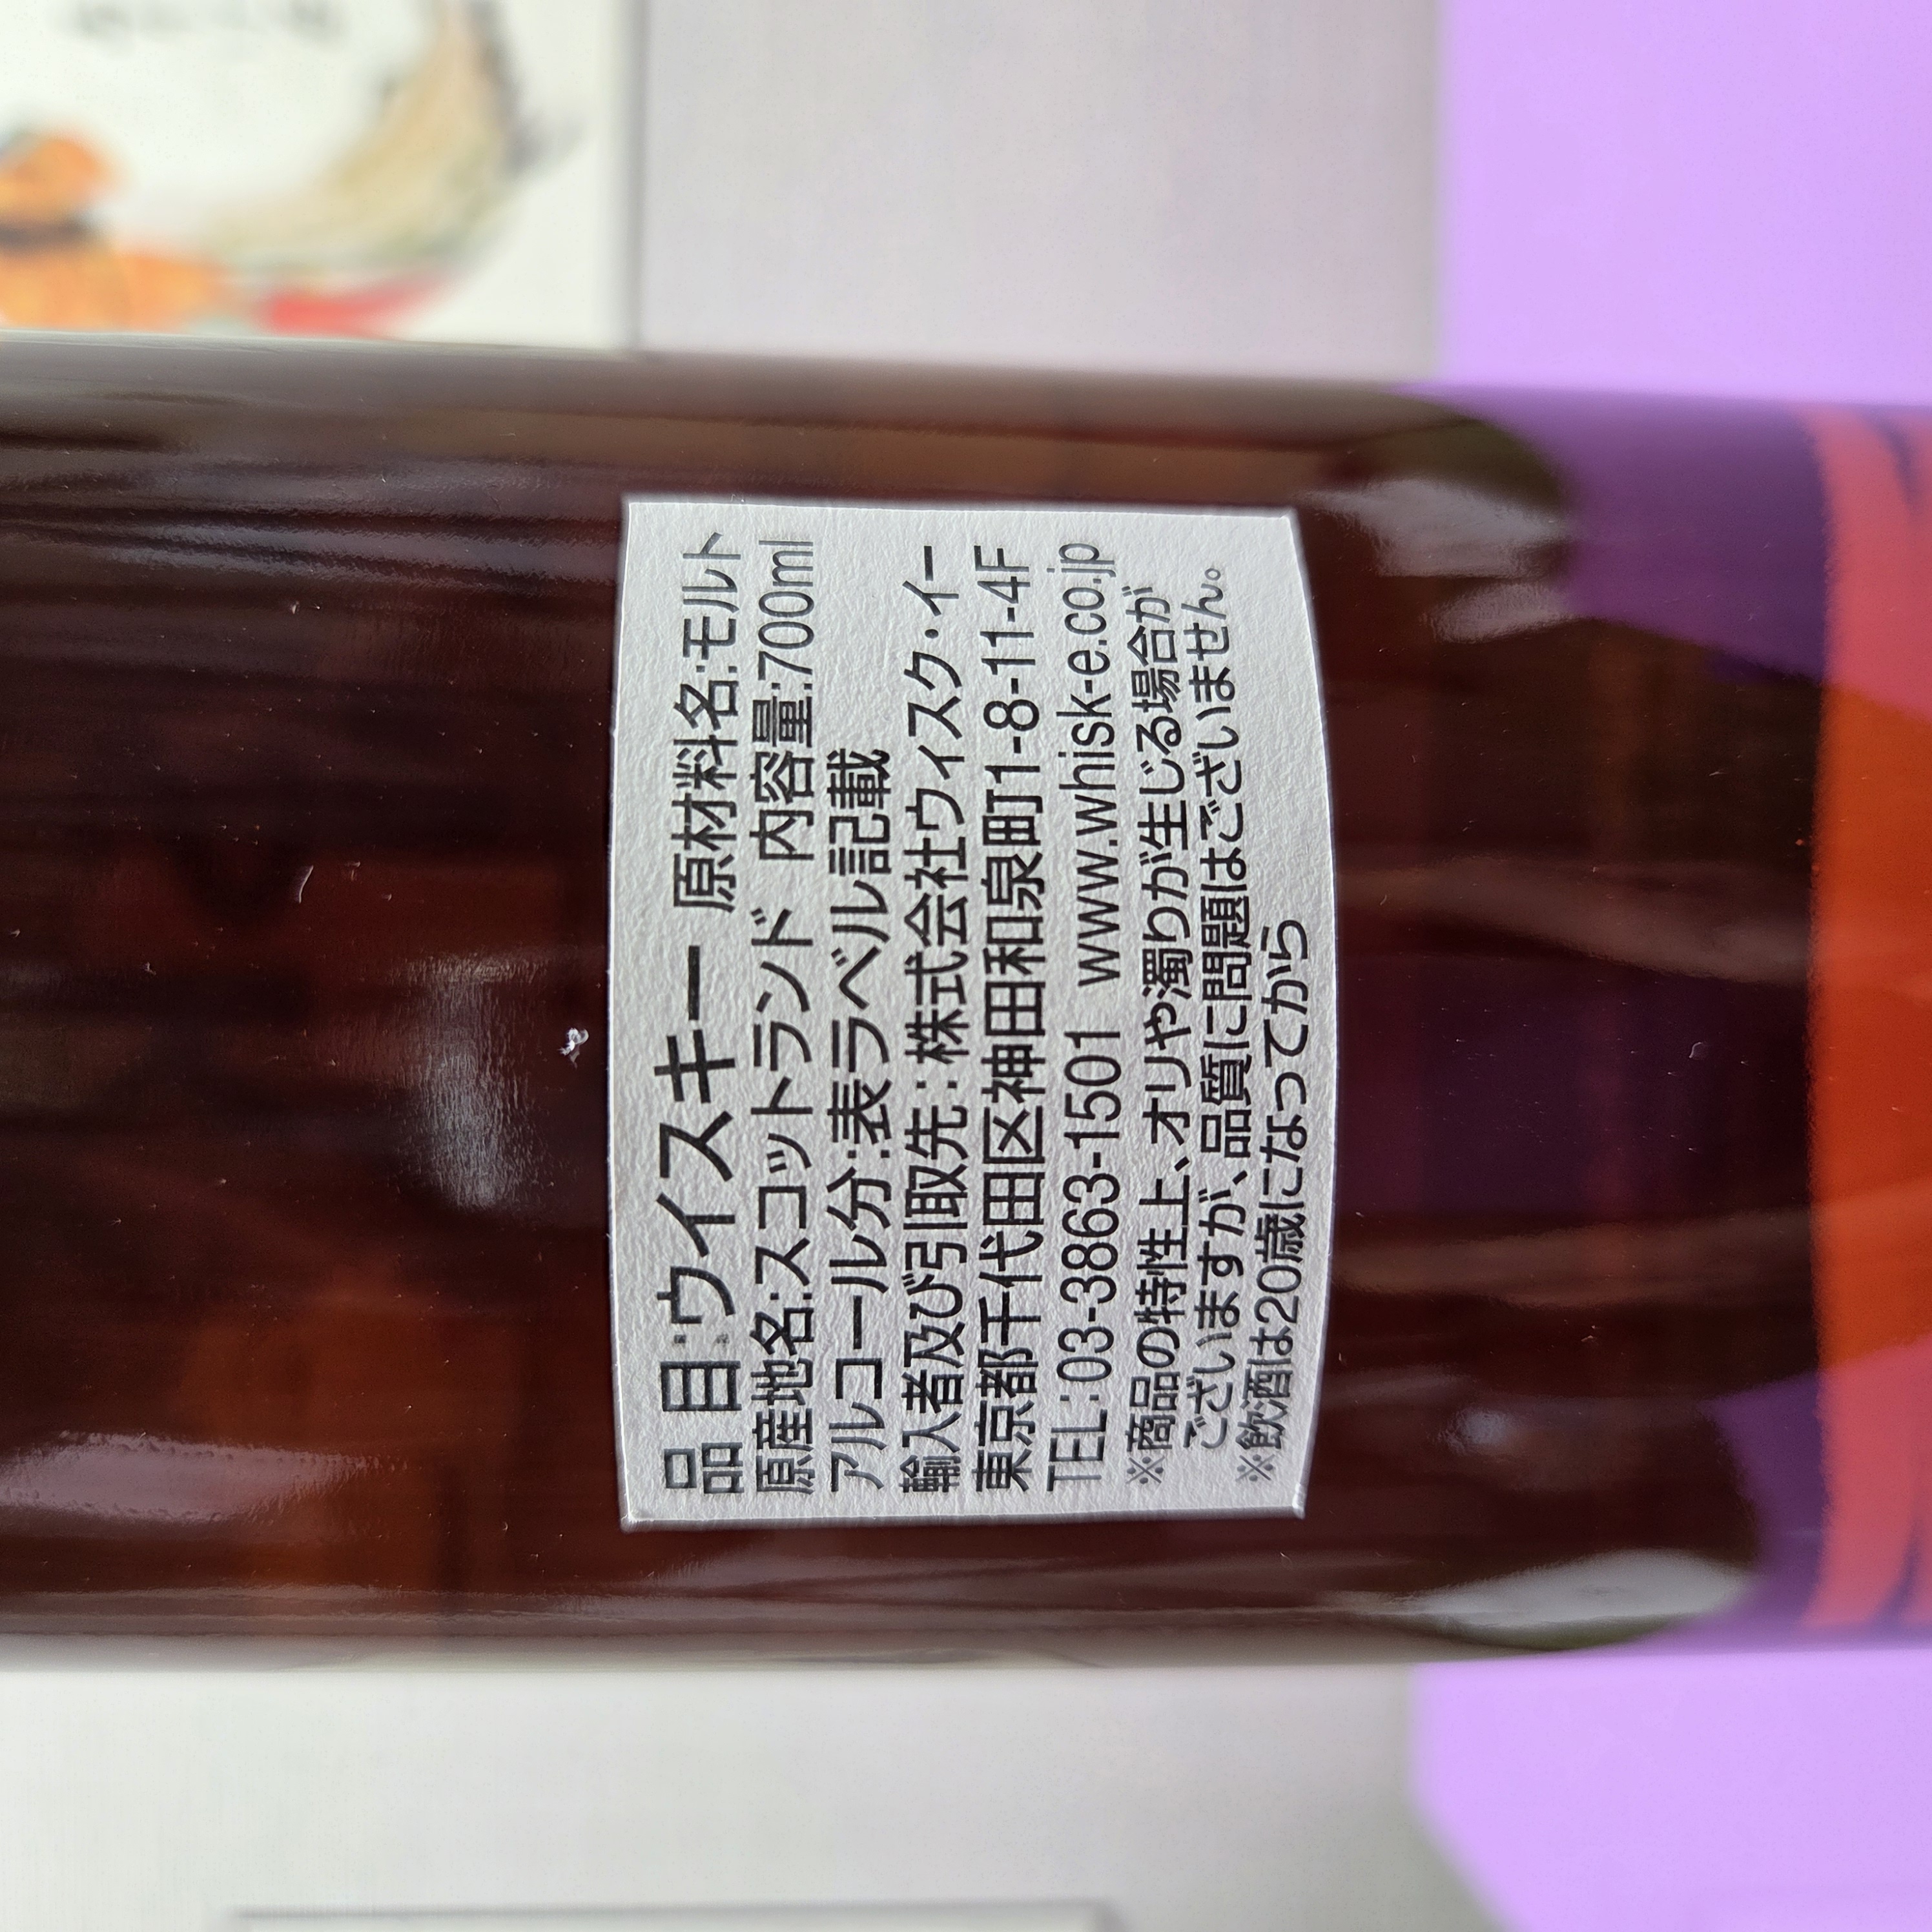 品 目:ウイスキー 原材料名:モルト
原産地名:スコットランド 内容量:700ml
アルコール分:表ラベル記載
輸入者及び引取先:株式会社ウィスク・イー
東京都千代田区神田和泉町1-8-11-4F
TEL:03-3863-1501 www.whisk-e.co.jp
※商品の特性上、オリや濁りが生じる場合が
ございますが、品質に問題はございません。
※飲酒は20歳になってから